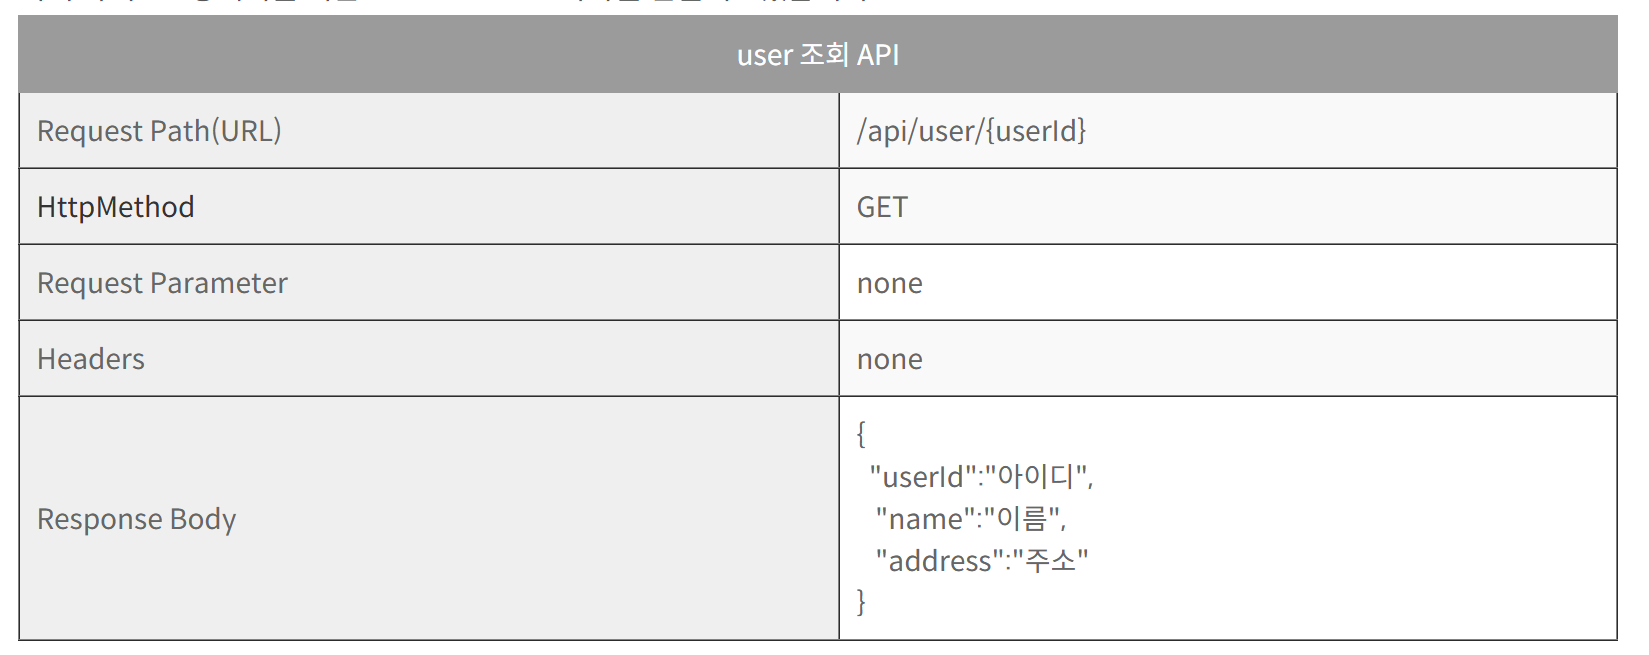 user 조회 API
Request Path(URL)
/api/user/{userId}
HttpMethod
GET
Request Parameter
none
Headers
none
Response Body
{
"userId":"아이디",
"name":"이름",
"address":"주소"
}